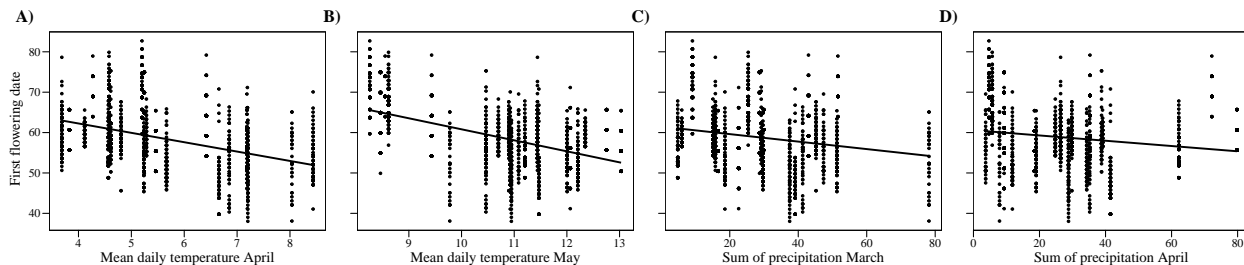 A) B) C) D)
First flowering date
80
70
60
50
40
4 5 6 7 8
9 10 11 12 13
20 40 60 80
0 20 40 60 80
Mean daily temperature April
Mean daily temperature May
Sum of precipitation March
Sum of precipitation April